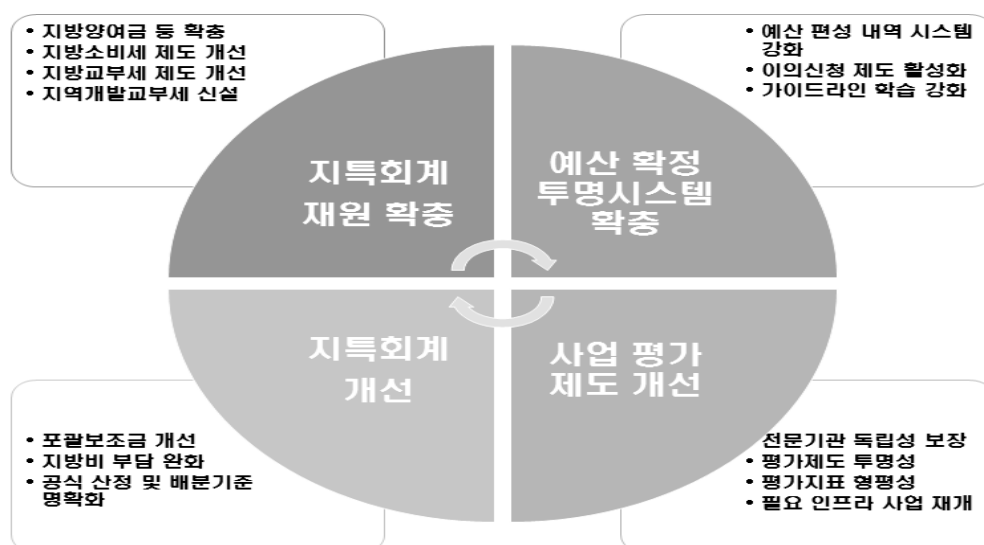 • 지방양여금 등 확충
• 지방소비세 제도 개선
• 지방교부세 제도 개선
• 지역개발교부세 신설
• 예산 편성 내역 시스템
강화
• 이의신청 제도 활성화
• 가이드라인 학습 강화
지특회계
재원 확충
예산 확정
투명시스템
확충
지특회계
개선
사업 평가
제도 개선
• 포괄보조금 개선
• 지방비 부담 완화
• 공식 산정 및 배분기준
명확화
전문기관 독립성 보장
• 평가제도 투명성
• 평가지표 형평성
• 필요 인프라 사업 재개